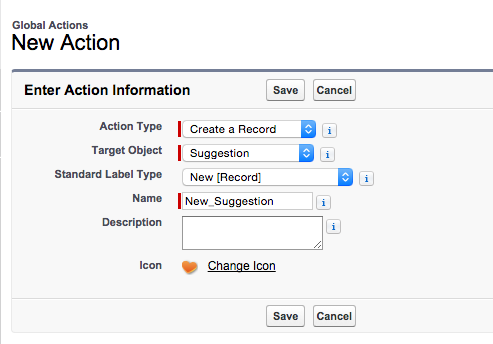 Global Actions
New Action
Enter Action Information Save Cancel
Action Type Create a Record i
Target Object Suggestion i
Standard Label Type New [Record] i
Name New_Suggestion i
Description i
Icon Change Icon
Save Cancel